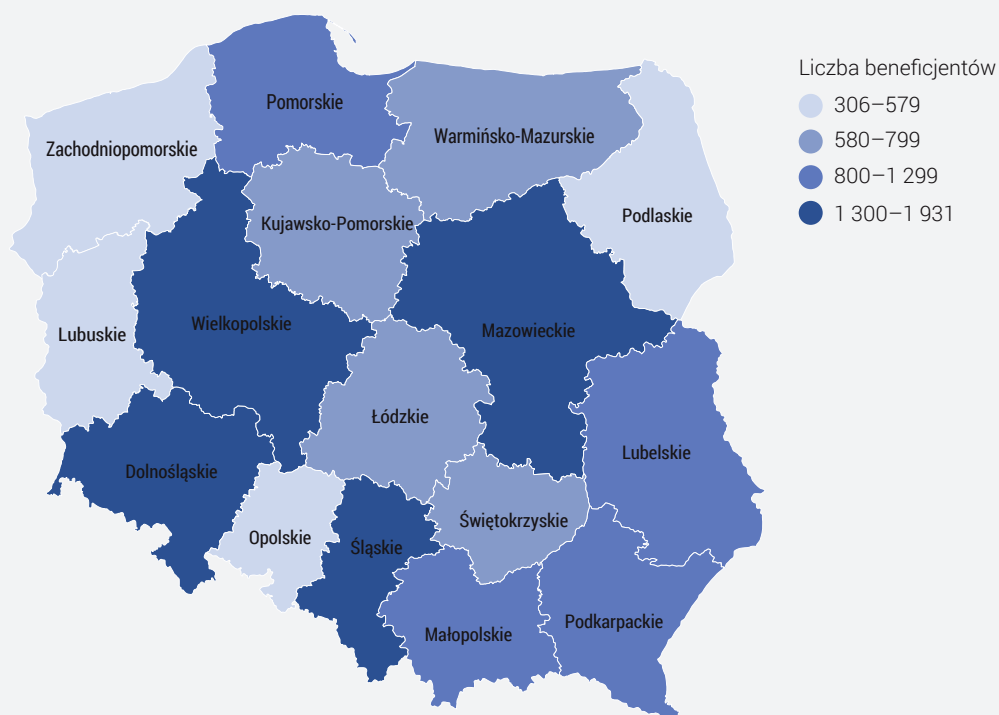 Liczba beneficjentów
306–579
580–799
800–1 299
1 300–1 931
Pomorskie
Warmińsko-Mazurskie
Zachodniopomorskie
Podlaskie
Kujawsko-Pomorskie
Wielkopolskie
Mazowieckie
Lubuskie
Łódzkie
Lubelskie
Dolnośląskie
Świętokrzyskie
Opolskie
Śląskie
Podkarpackie
Małopolskie